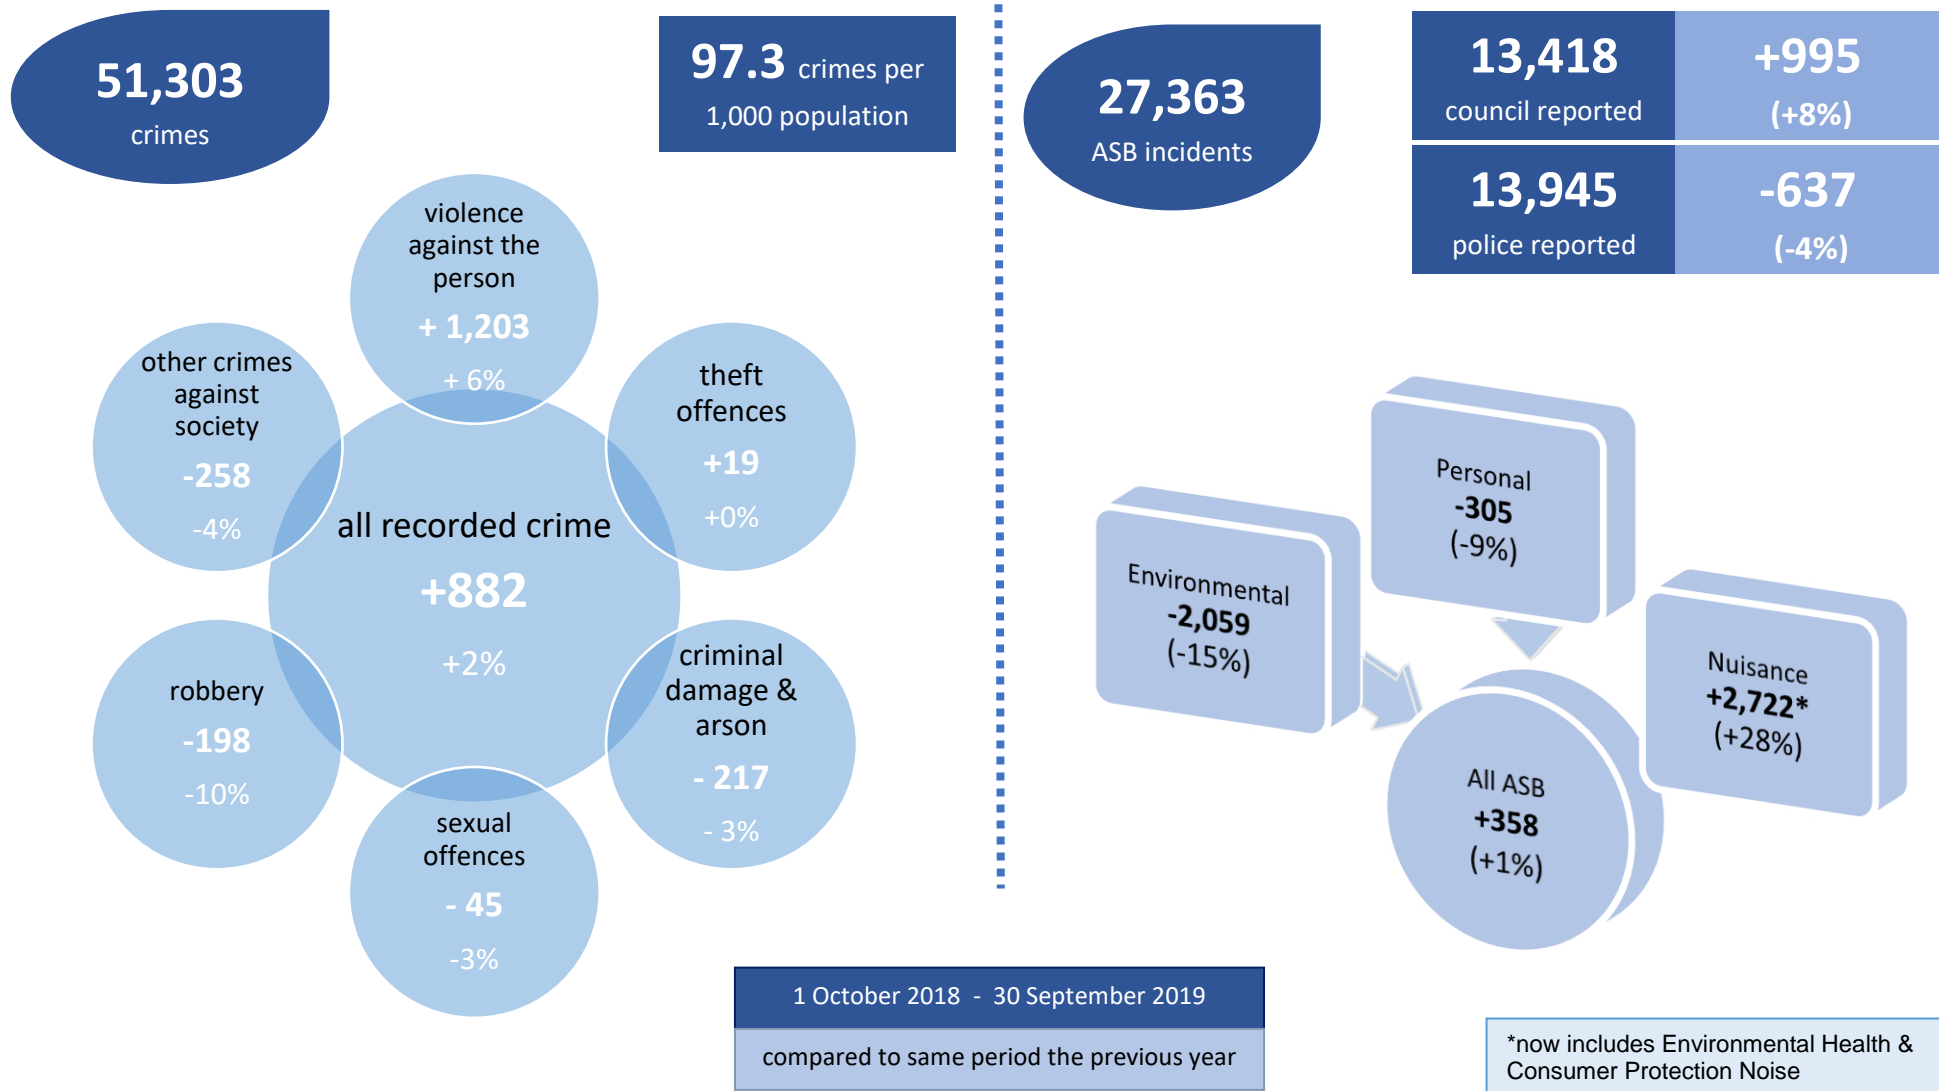 51,303
crimes
97.3 crimes per
1,000 population
violence
against the
person
+ 1,203
+ 6%
other crimes
against
society
-258
-4%
theft
offences
+19
+0%
all recorded crime
+882
+2%
robbery
-198
-10%
criminal
damage &
arson
- 217
- 3%
sexual
offences
- 45
-3%
27,363
ASB incidents
13,418
council reported
+995
(+8%)
13,945
police reported
-637
(-4%)
Personal
-305
(-9%)
Environmental
-2,059
(-15%)
Nuisance
+2,722*
(+28%)
All ASB
+358
(+1%)
1 October 2018 - 30 September 2019
compared to same period the previous year
*now includes Environmental Health &
Consumer Protection Noise